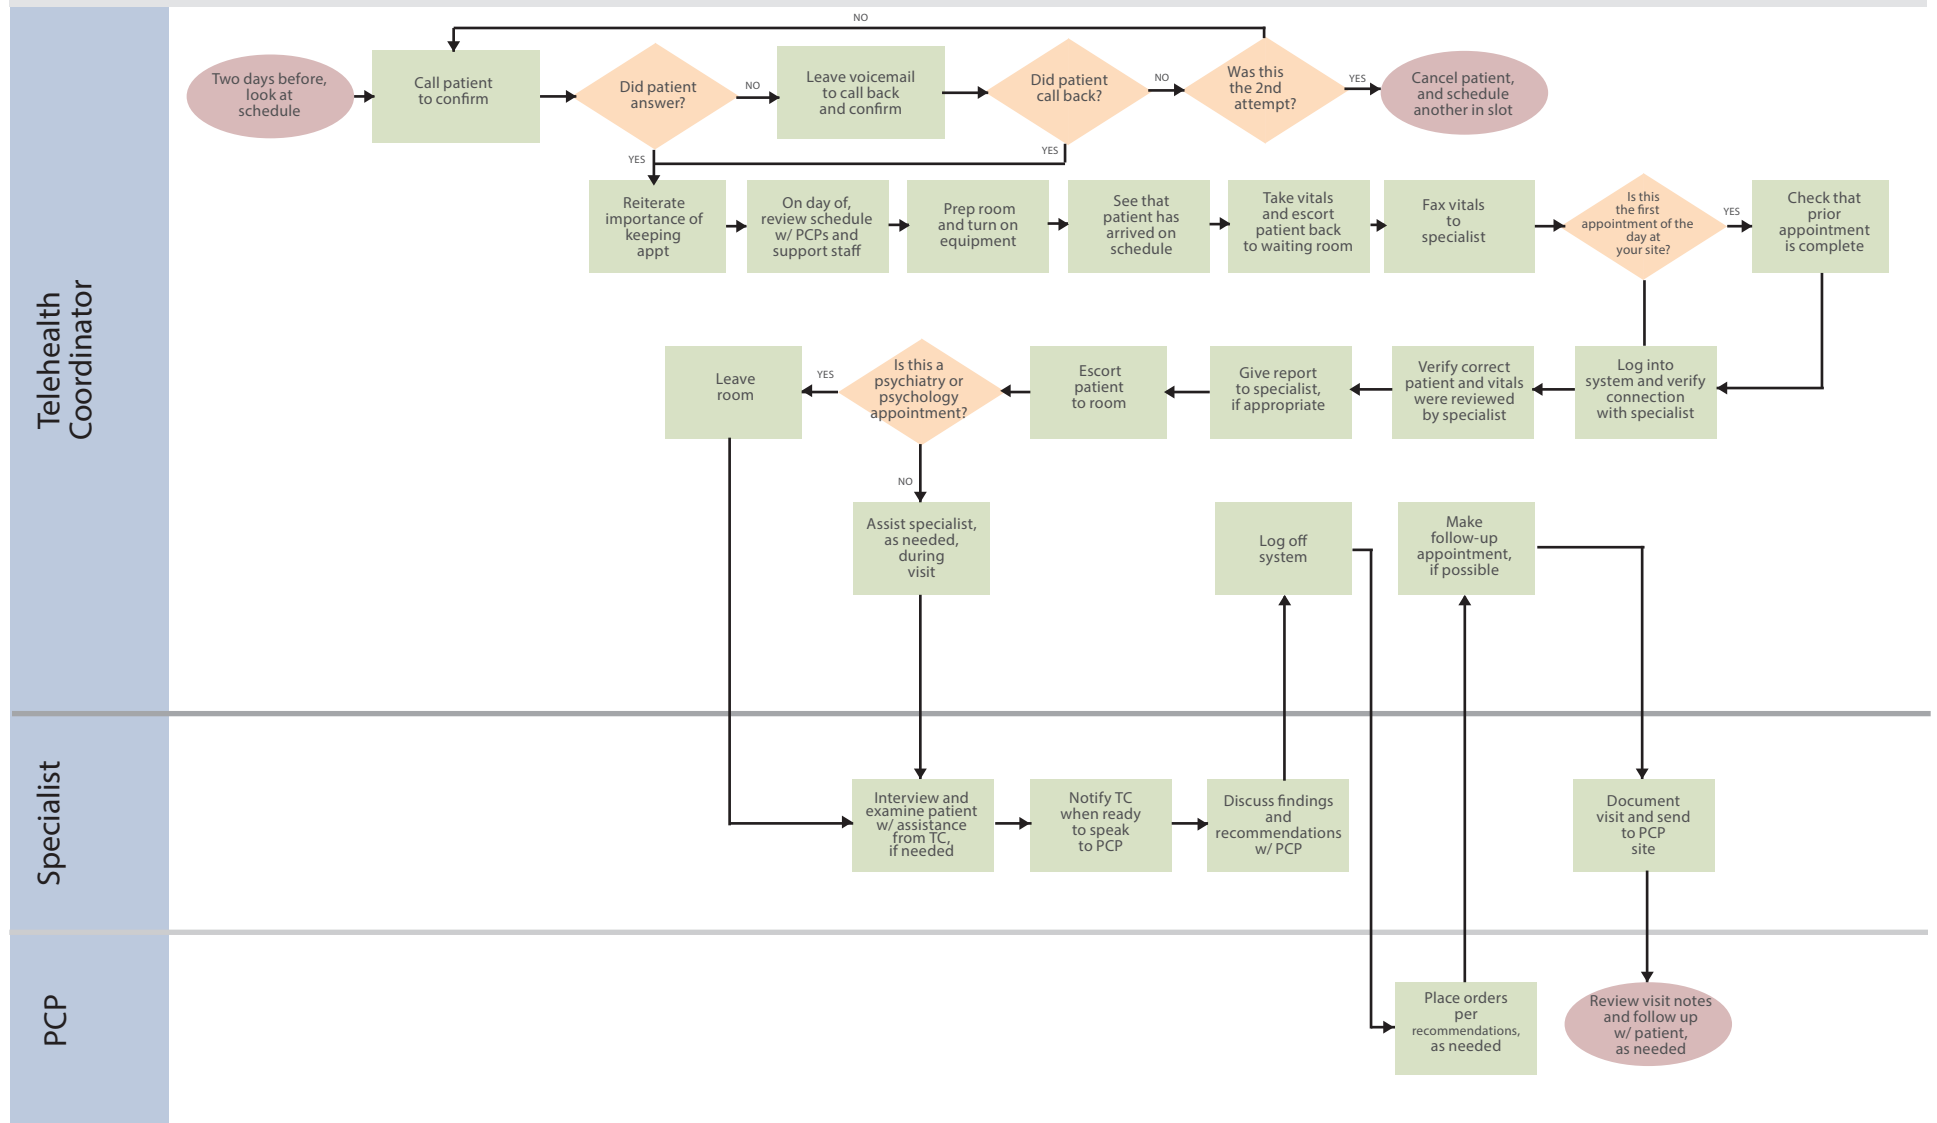 Telehealth
Coordinator
NO
Two days before,
look at
schedule
Call patient
to confirm
Did patient
answer?
NO
Leave voicemail
to call back
and confirm
Did patient
call back?
NO
Was this
the 2nd
attempt?
YES
Cancel patient,
and schedule
another in slot
YES
YES
Reiterate
importance of
keeping
appt
On day of,
review schedule
w/ PCPs and
support staff
Prep room
and turn on
equipment
See that
patient has
arrived on
schedule
Take vitals
and escort
patient back
to waiting room
Fax vitals
to
specialist
Is this
the first
appointment of the
day at
your site?
YES
Check that
prior
appointment
is complete
Log into
system and verify
connection
with specialist
Verify correct
patient and vitals
were reviewed
by specialist
Give report
to specialist,
if appropriate
Escort
patient
to room
Is this a
psychiatry or
psychology
appointment?
YES
Leave
room
NO
Assist specialist,
as needed,
during
visit
Log off
system
Make
follow-up
appointment,
if possible
Specialist
Interview and
examine patient
w/ assistance
from TC,
if needed
Notify TC
when ready
to speak
to PCP
Discuss findings
and
recommendations
w/ PCP
Document
visit and send
to PCP
site
PCP
Place orders
per
recommendations,
as needed
Review visit notes
and follow up
w/ patient,
as needed